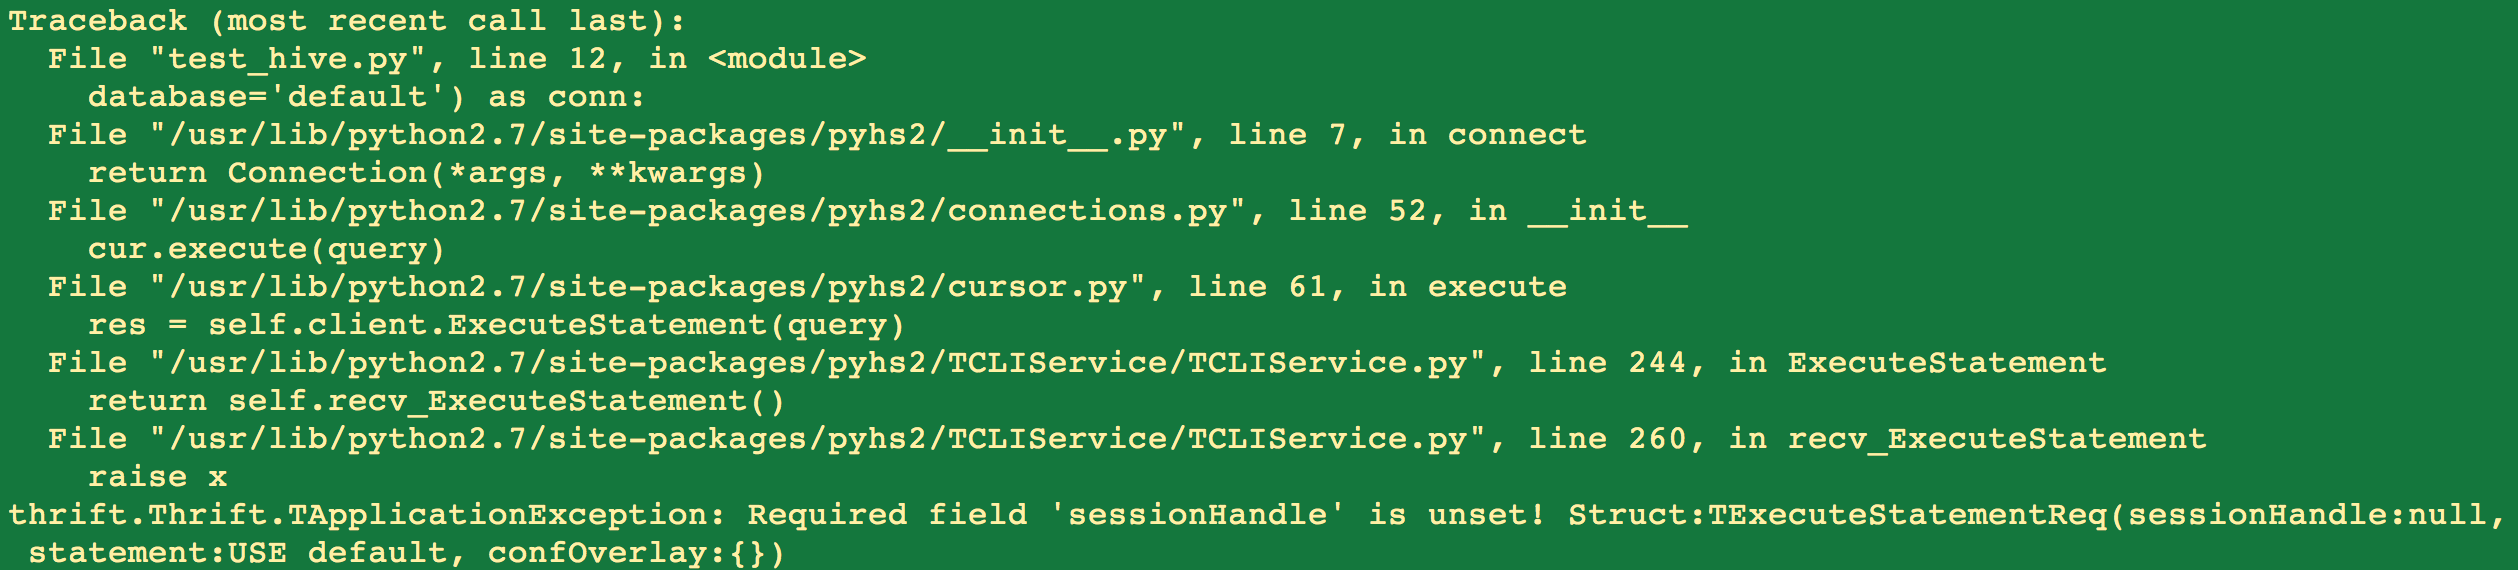 Traceback (most recent call last):
  File "test_hive.py", line 12, in <module>
    database='default') as conn:
  File "/usr/lib/python2.7/site-packages/pyhs2/__init__.py", line 7, in connect
    return Connection(*args, **kwargs)
  File "/usr/lib/python2.7/site-packages/pyhs2/connections.py", line 52, in __init__
    cur.execute(query)
  File "/usr/lib/python2.7/site-packages/pyhs2/cursor.py", line 61, in execute
    res = self.client.ExecuteStatement(query)
  File "/usr/lib/python2.7/site-packages/pyhs2/TCLIService/TCLIService.py", line 244, in ExecuteStatement
    return self.recv_ExecuteStatement()
  File "/usr/lib/python2.7/site-packages/pyhs2/TCLIService/TCLIService.py", line 260, in recv_ExecuteStatement
    raise x
thrift.Thrift.TApplicationException: Required field 'sessionHandle' is unset! Struct:TExecuteStatementReq(sessionHandle:null,
 statement:USE default, confOverlay:{})